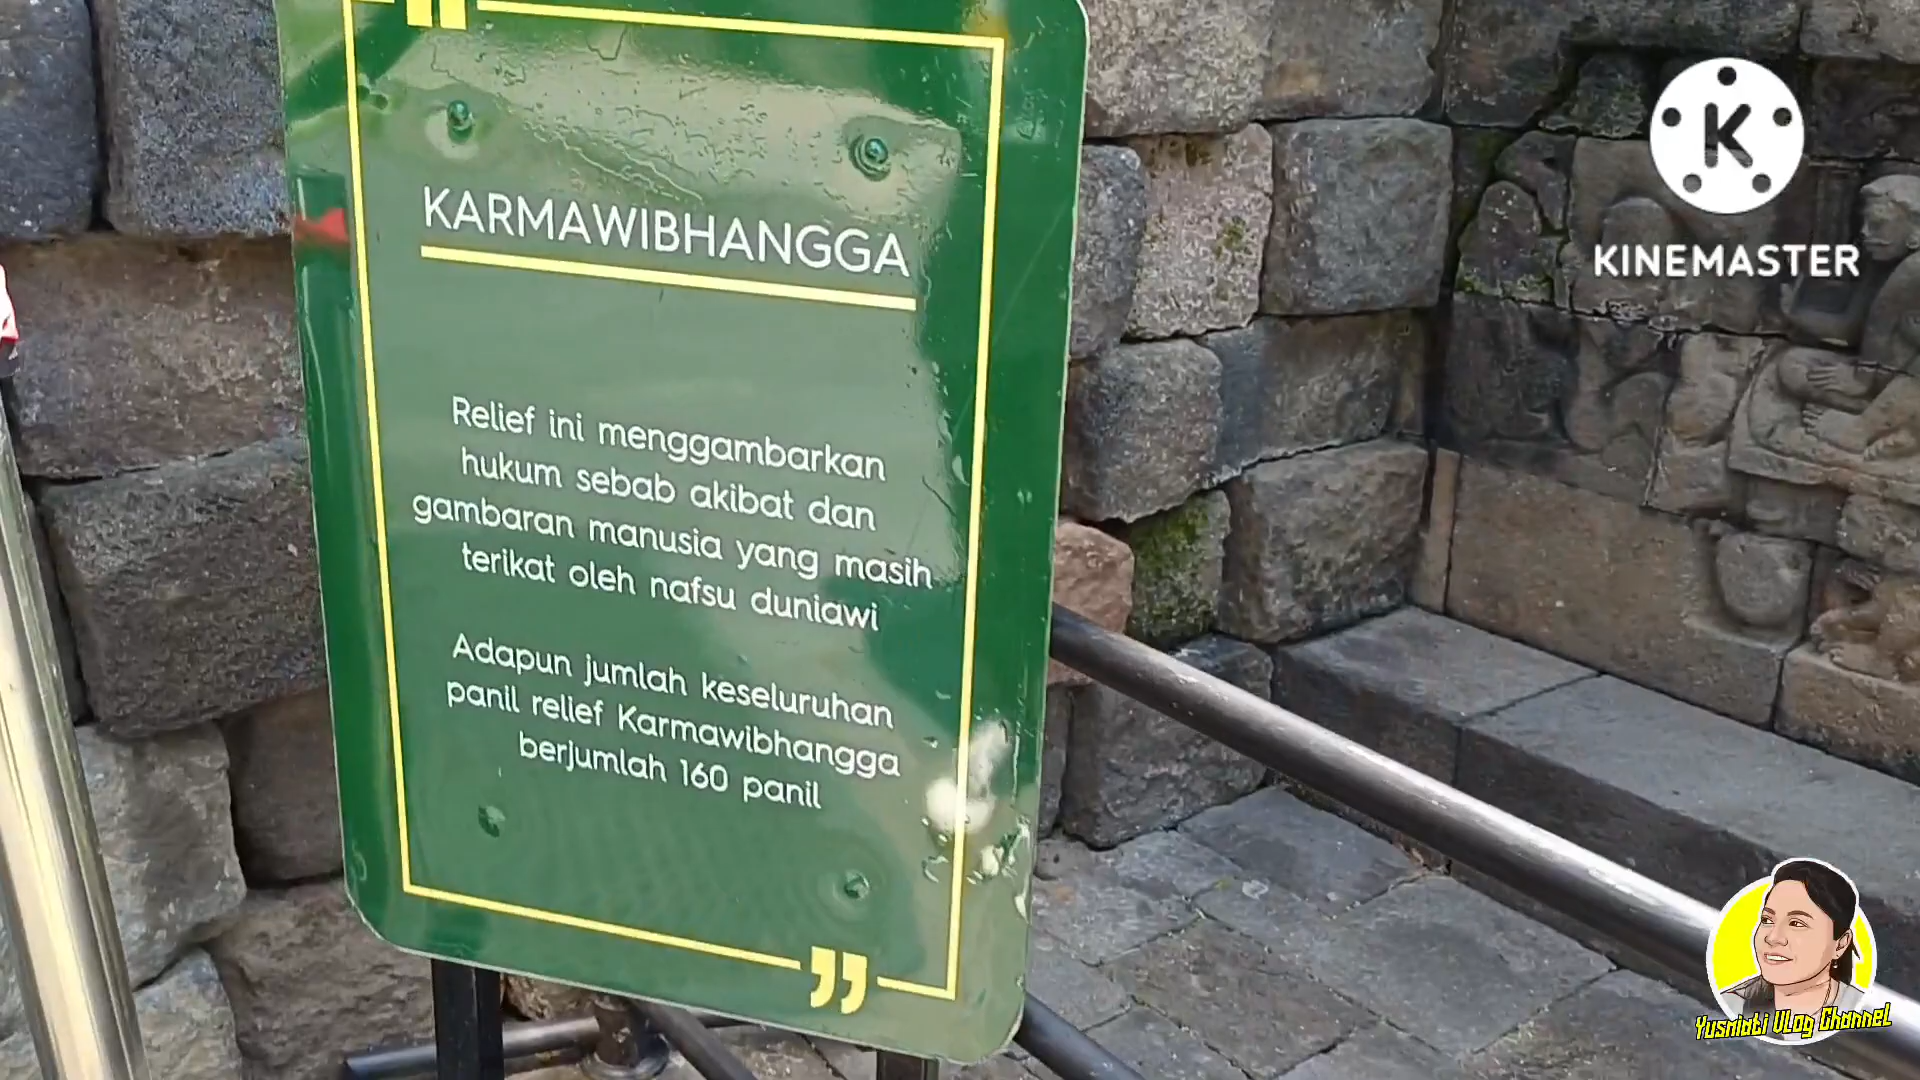 KARMAWIBHANGGA
Relief ini menggambarkan
hukum sebab akibat dan
gambaran manusia yang masih
terikat oleh nafsu duniawi
Adapun jumlah keseluruhan
panil relief Karmawibhangga
berjumlah 160 panil
K
KINEMASTER
Yusniati Vlog Channel